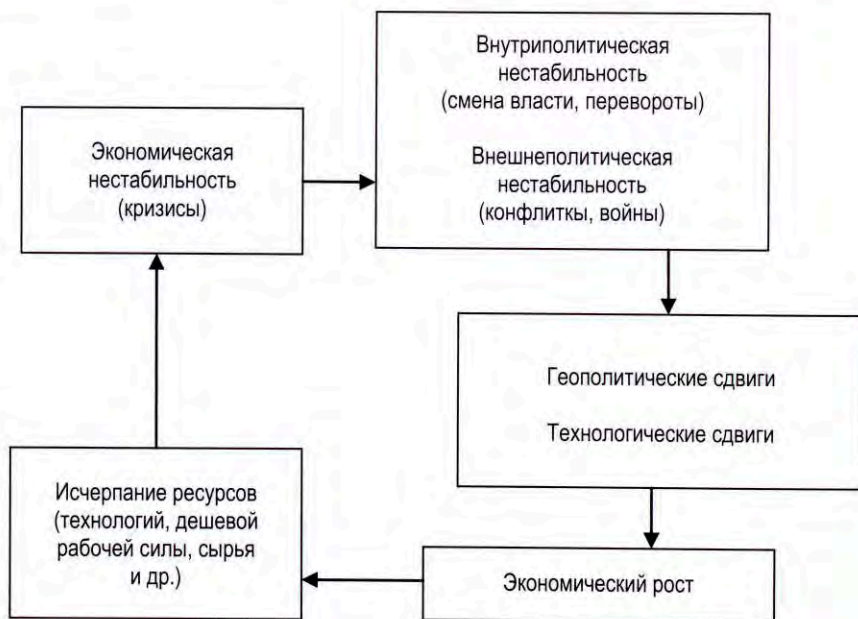 Внутриполитическая
нестабильность
(смена власти, перевороты)
Внешнеполитическая
нестабильность
(конфлиткы, войны)
Экономическая
нестабильность
(кризисы)
Геополитические сдвиги
Технологические сдвиги
Исчерпание ресурсов
(технологий, дешевой
рабочей силы, сырья
и др.)
Экономический рост